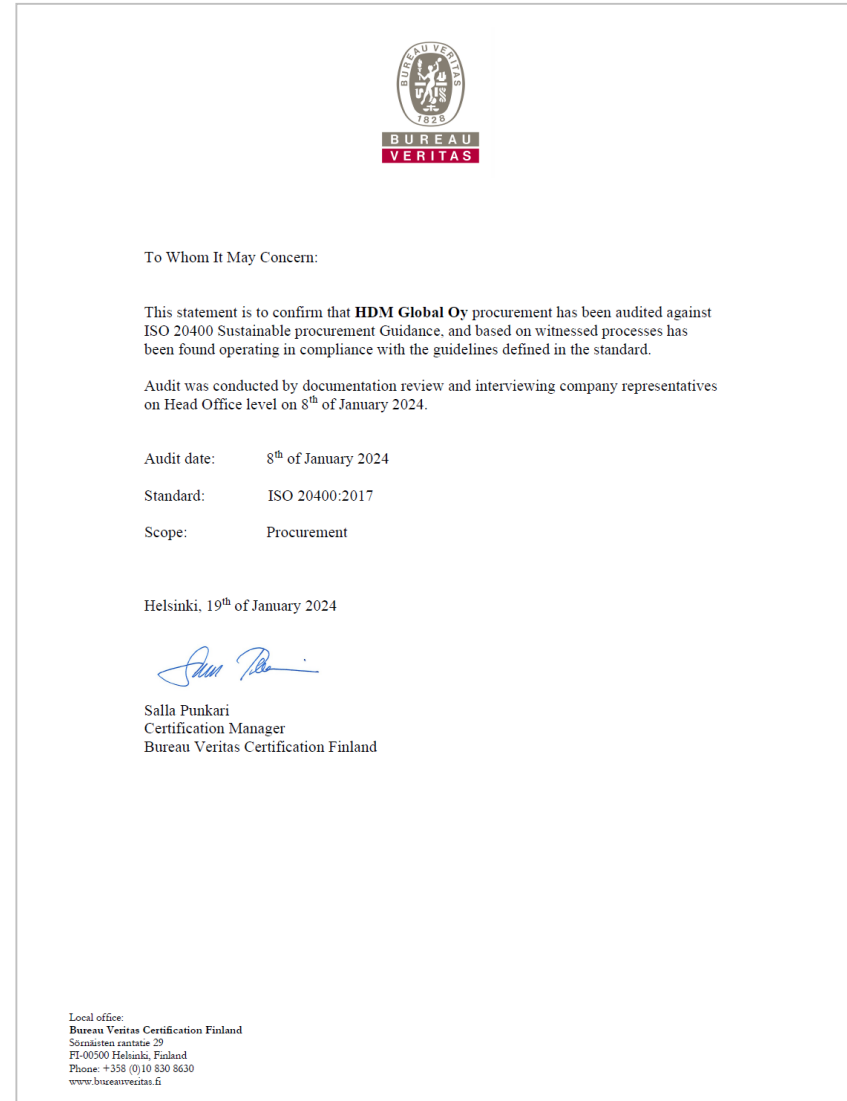 BUREAU VERITAS
1828
BUREAU
VERITAS
To Whom It May Concern:
This statement is to confirm that HDM Global Oy procurement has been audited against
ISO 20400 Sustainable procurement Guidance, and based on witnessed processes has
been found operating in compliance with the guidelines defined in the standard.
Audit was conducted by documentation review and interviewing company representatives
on Head Office level on 8th of January 2024.
Audit date: 8th of January 2024
Standard: ISO 20400:2017
Scope: Procurement
Helsinki, 19th of January 2024
Salla Punkari
Certification Manager
Bureau Veritas Certification Finland
Local office:
Bureau Veritas Certification Finland
Sörnäisten rantatie 29
FI-00500 Helsinki, Finland
Phone: +358 (0)10 830 8630
www.bureauveritas.fi